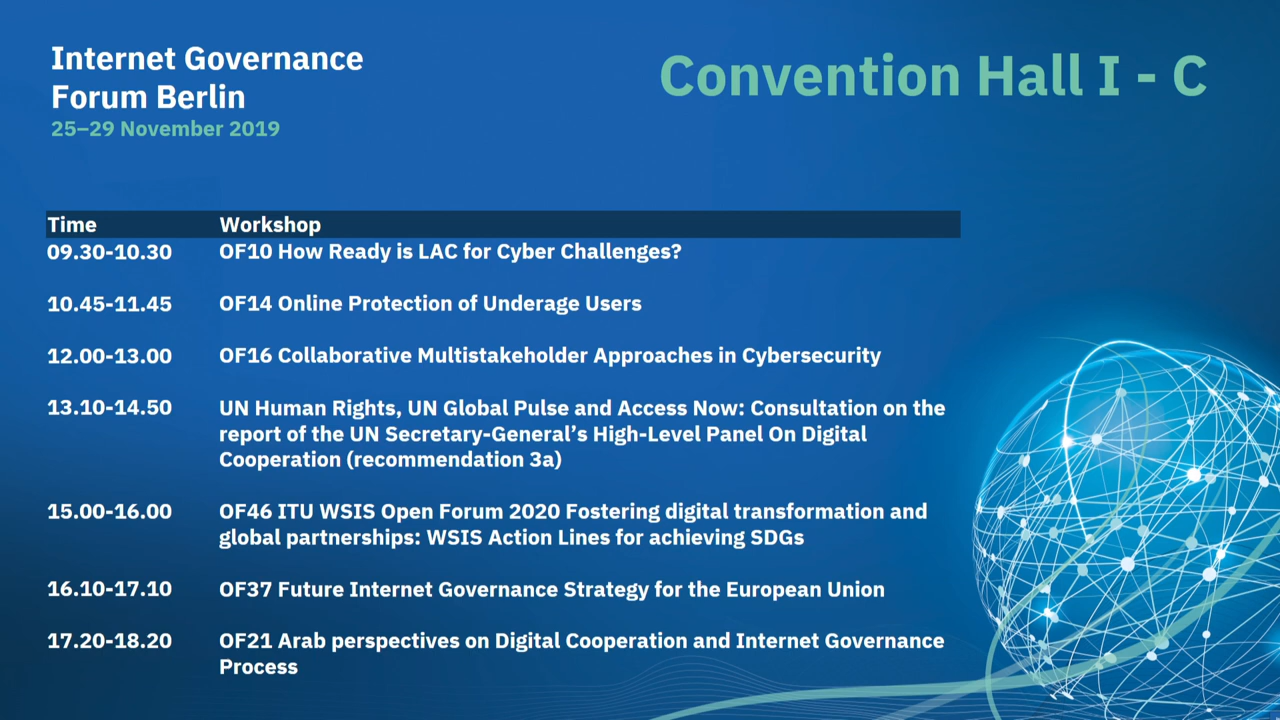 Internet Governance
Forum Berlin
25–29 November 2019
Convention Hall I - C
Time Workshop
09.30-10.30 OF10 How Ready is LAC for Cyber Challenges?
10.45-11.45 OF14 Online Protection of Underage Users
12.00-13.00 OF16 Collaborative Multistakeholder Approaches in Cybersecurity
13.10-14.50 UN Human Rights, UN Global Pulse and Access Now: Consultation on the
report of the UN Secretary-General’s High-Level Panel On Digital
Cooperation (recommendation 3a)
15.00-16.00 OF46 ITU WSIS Open Forum 2020 Fostering digital transformation and
global partnerships: WSIS Action Lines for achieving SDGs
16.10-17.10 OF37 Future Internet Governance Strategy for the European Union
17.20-18.20 OF21 Arab perspectives on Digital Cooperation and Internet Governance
Process